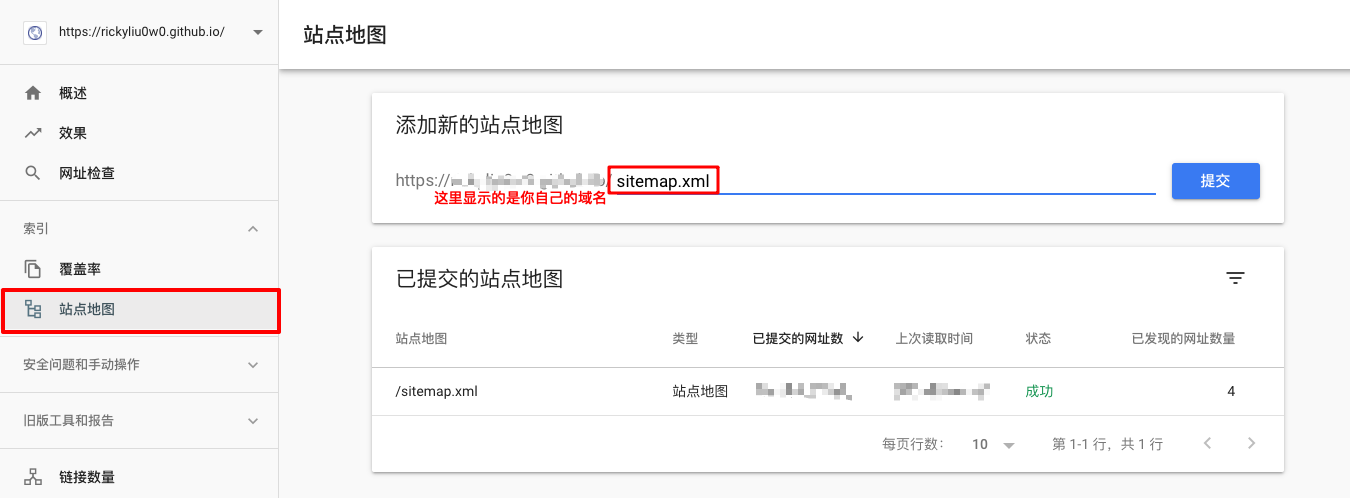 https://rickyliu0w0.github.io/
站点地图
概述
效果
网址检查
索引
覆盖率
站点地图
安全问题和手动操作
旧版工具和报告
链接数量
添加新的站点地图
https:// sitemap.xml
提交
这里显示的是你自己的域名
已提交的站点地图
站点地图 类型 已提交的网址数 上次读取时间 状态 已发现的网址数量
/sitemap.xml 站点地图 成功 4
每页行数: 10 第 1-1 行，共 1 行